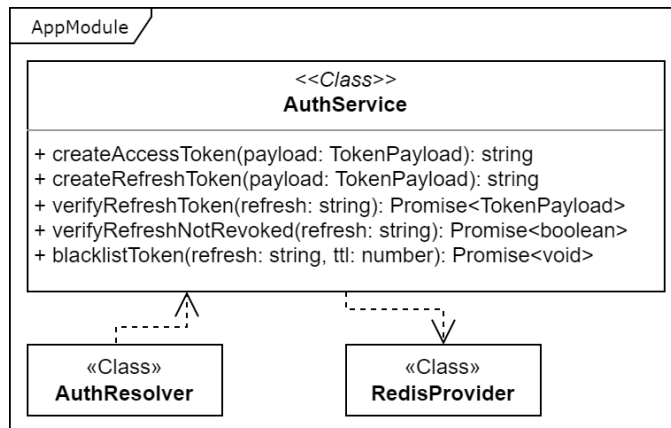 AppModule
<<Class>>
AuthService
+ createAccessToken(payload: TokenPayload): string
+ createRefreshToken(payload: TokenPayload): string
+ verifyRefreshToken(refresh: string): Promise<TokenPayload>
+ verifyRefreshNotRevoked(refresh: string): Promise<boolean>
+ blacklistToken(refresh: string, ttl: number): Promise<void>
«Class»
AuthResolver
«Class»
RedisProvider